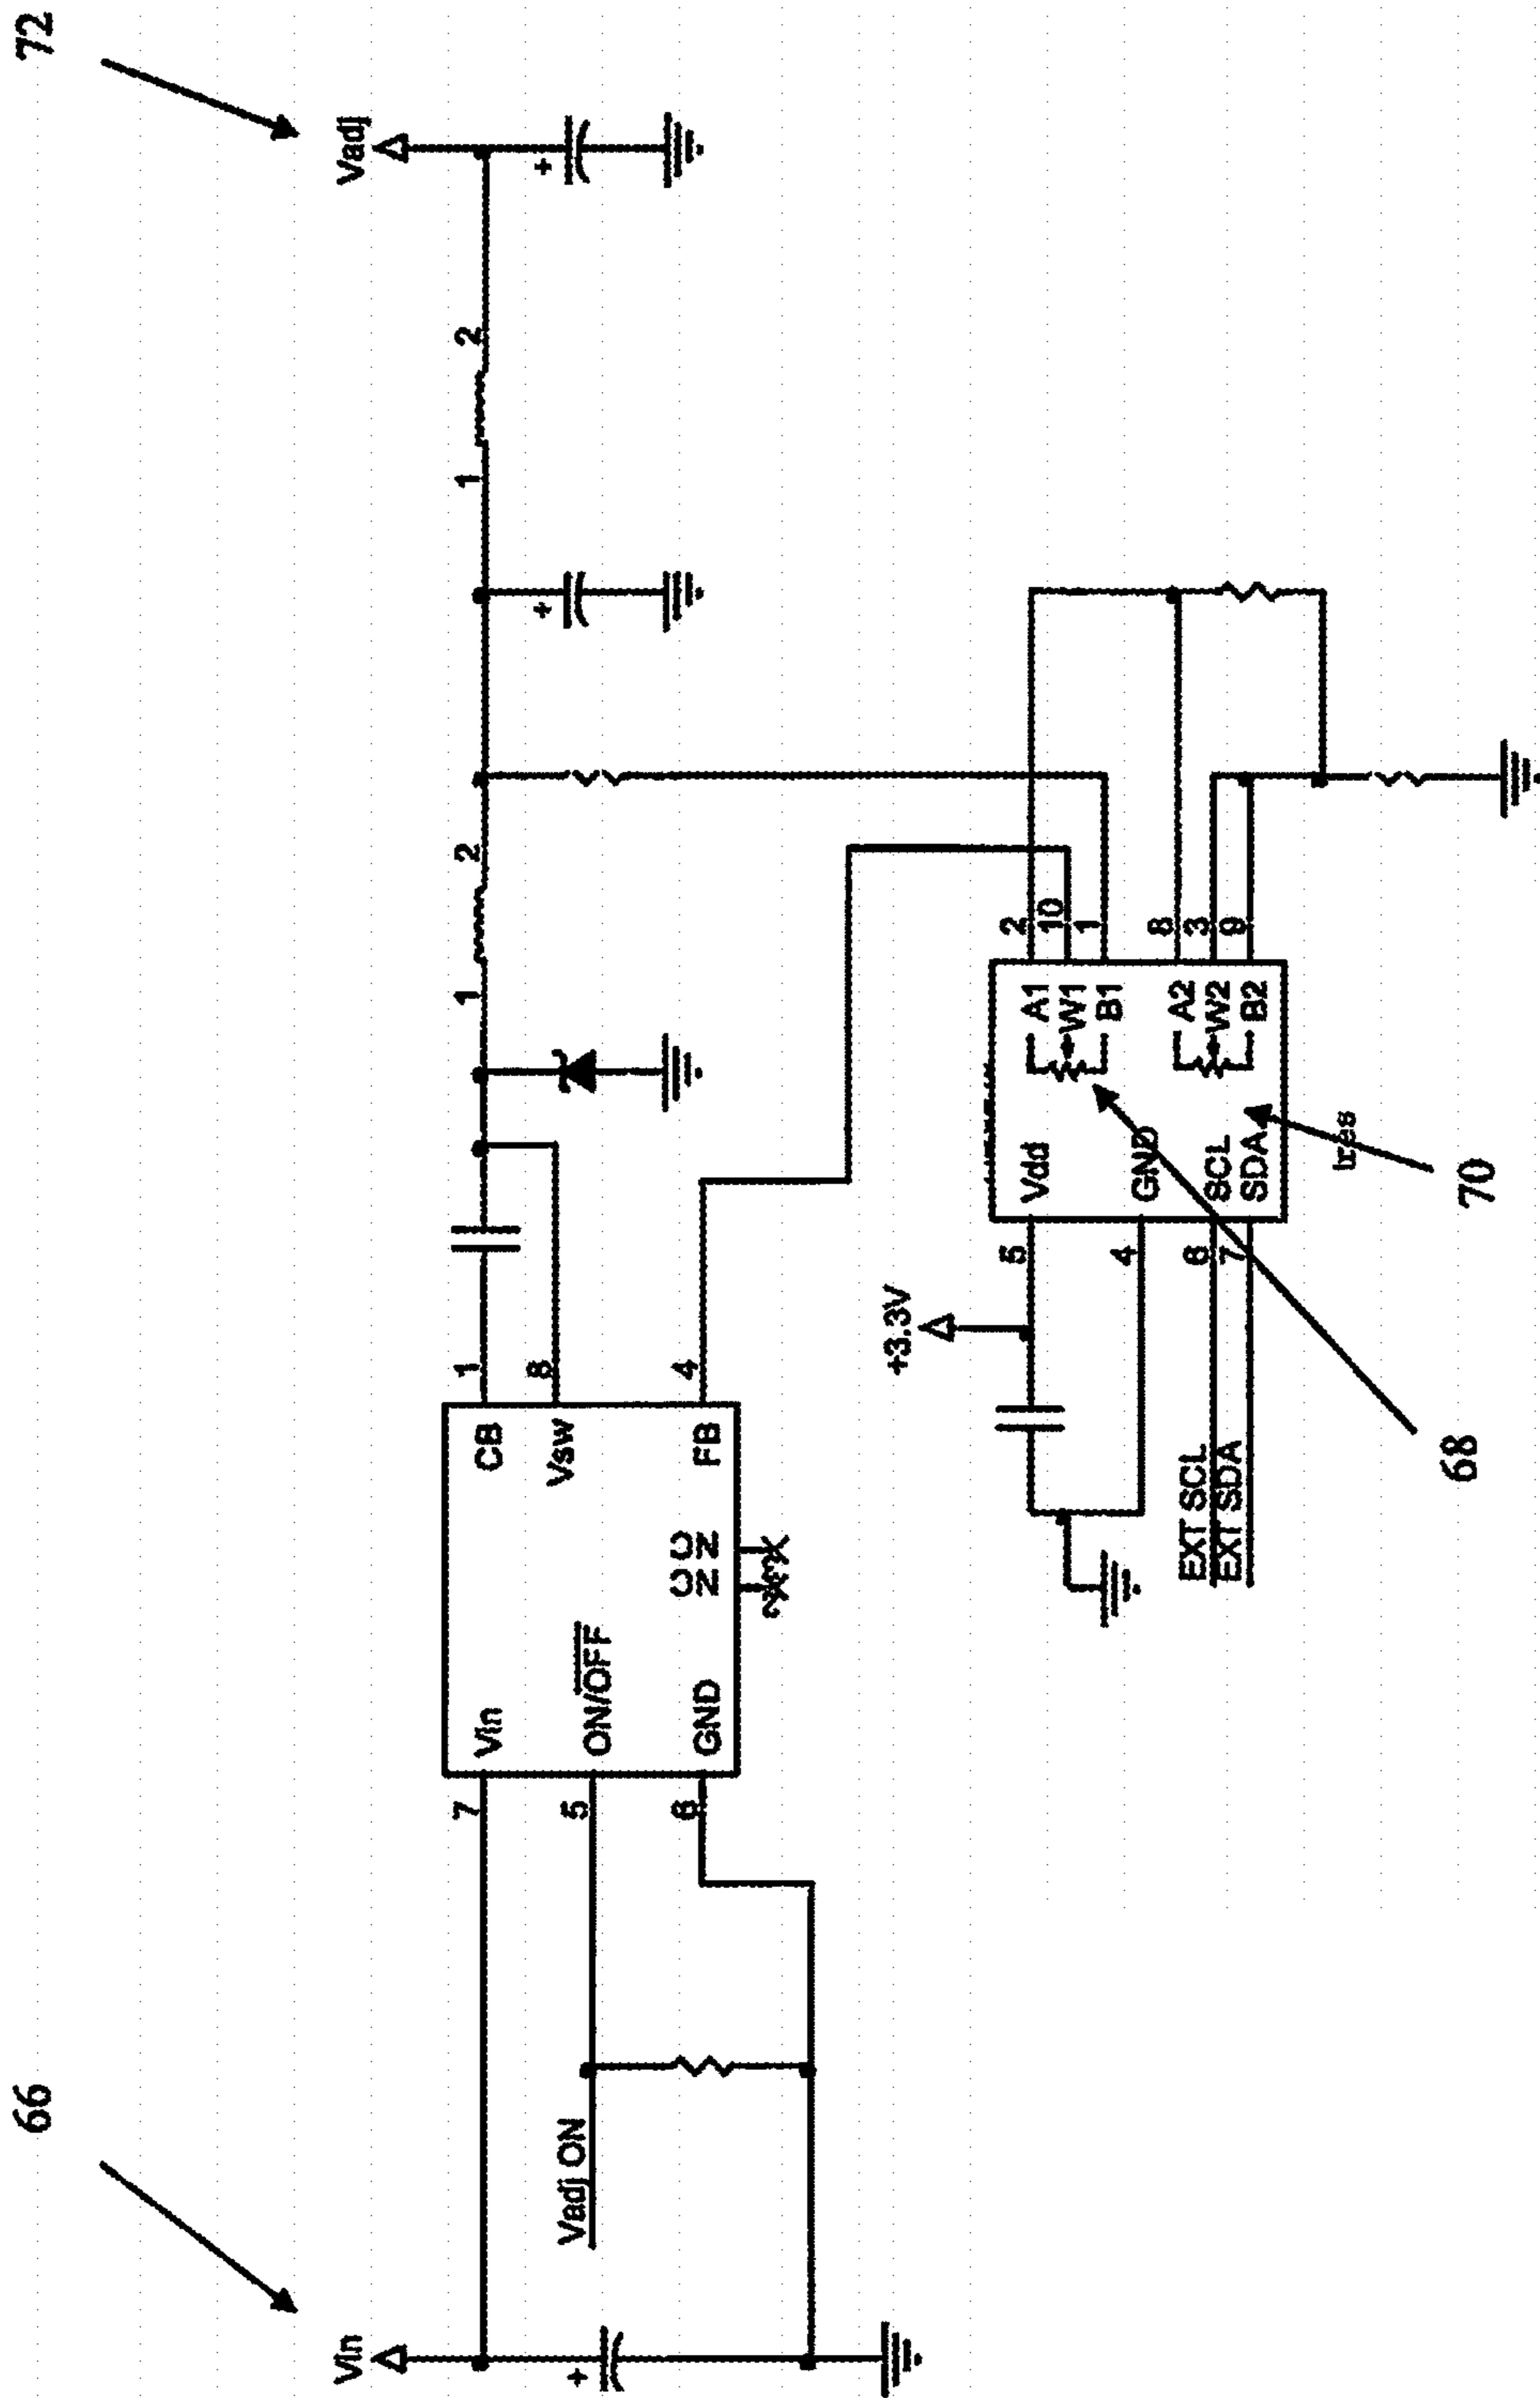 66
72
Vin
Vadj
1
2
1
2
7
Vin
CB
1
Vsw
8
Vadj ON
5
ON/OFF
6
GND
NC
NC
2
3
FB
4
+3.3V
5
Vdd
A1
2
W1
10
B1
1
4
GND
EXT SCL
6
SCL
A2
8
W2
3
EXT SDA
7
SDA
B2
9
68
70